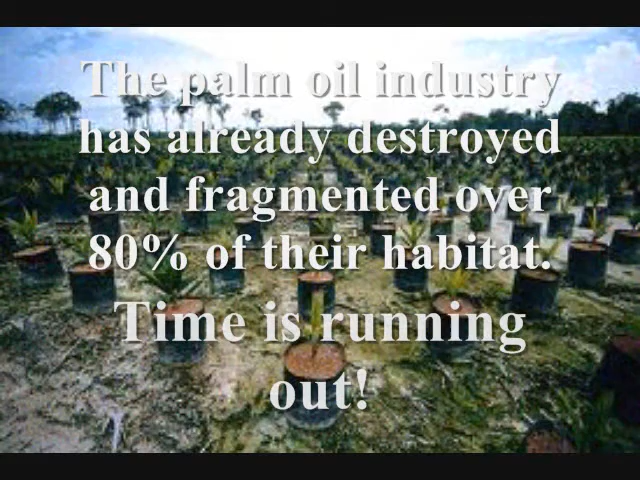 The palm oil industry
has already destroyed
and fragmented over
80% of their habitat.
Time is running
out!